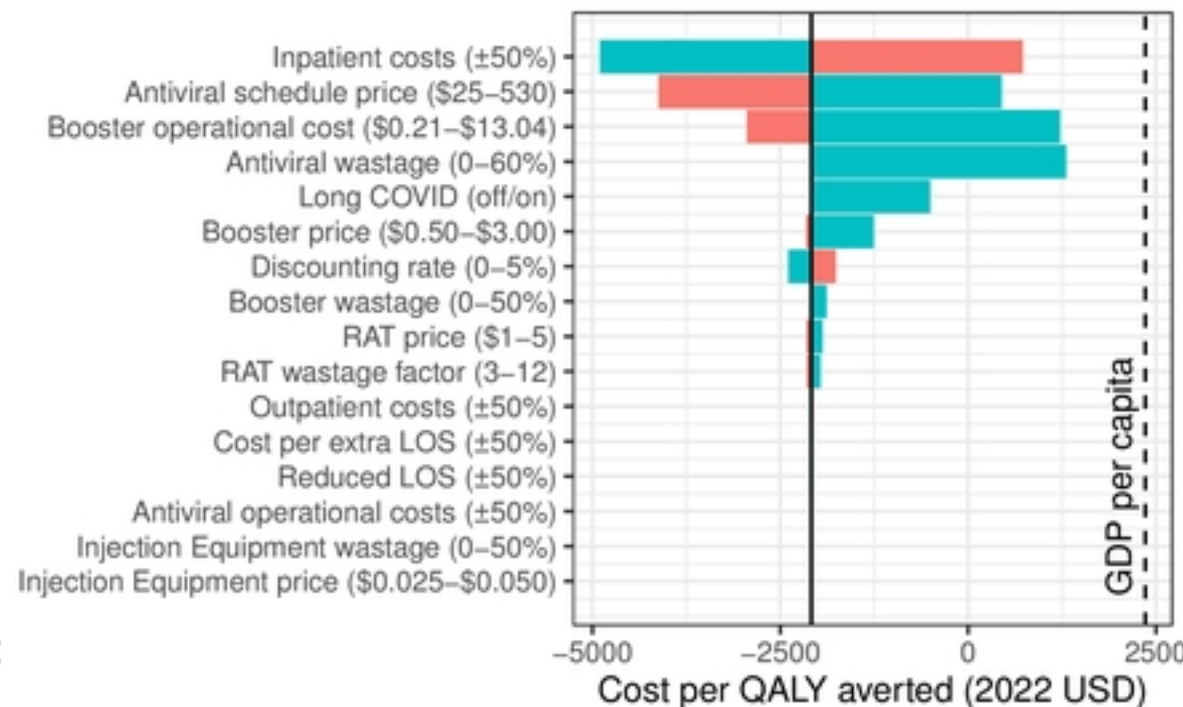 Inpatient costs (±50%)
Antiviral schedule price ($25–530)
Booster operational cost ($0.21–$13.04)
Antiviral wastage (0–60%)
Long COVID (off/on)
Booster price ($0.50–$3.00)
Discounting rate (0–5%)
Booster wastage (0–50%)
RAT price ($1–5)
RAT wastage factor (3–12)
Outpatient costs (±50%)
Cost per extra LOS (±50%)
Reduced LOS (±50%)
Antiviral operational costs (±50%)
Injection Equipment wastage (0–50%)
Injection Equipment price ($0.025–$0.050)
GDP per capita
−5000 −2500 0 2500
Cost per QALY averted (2022 USD)